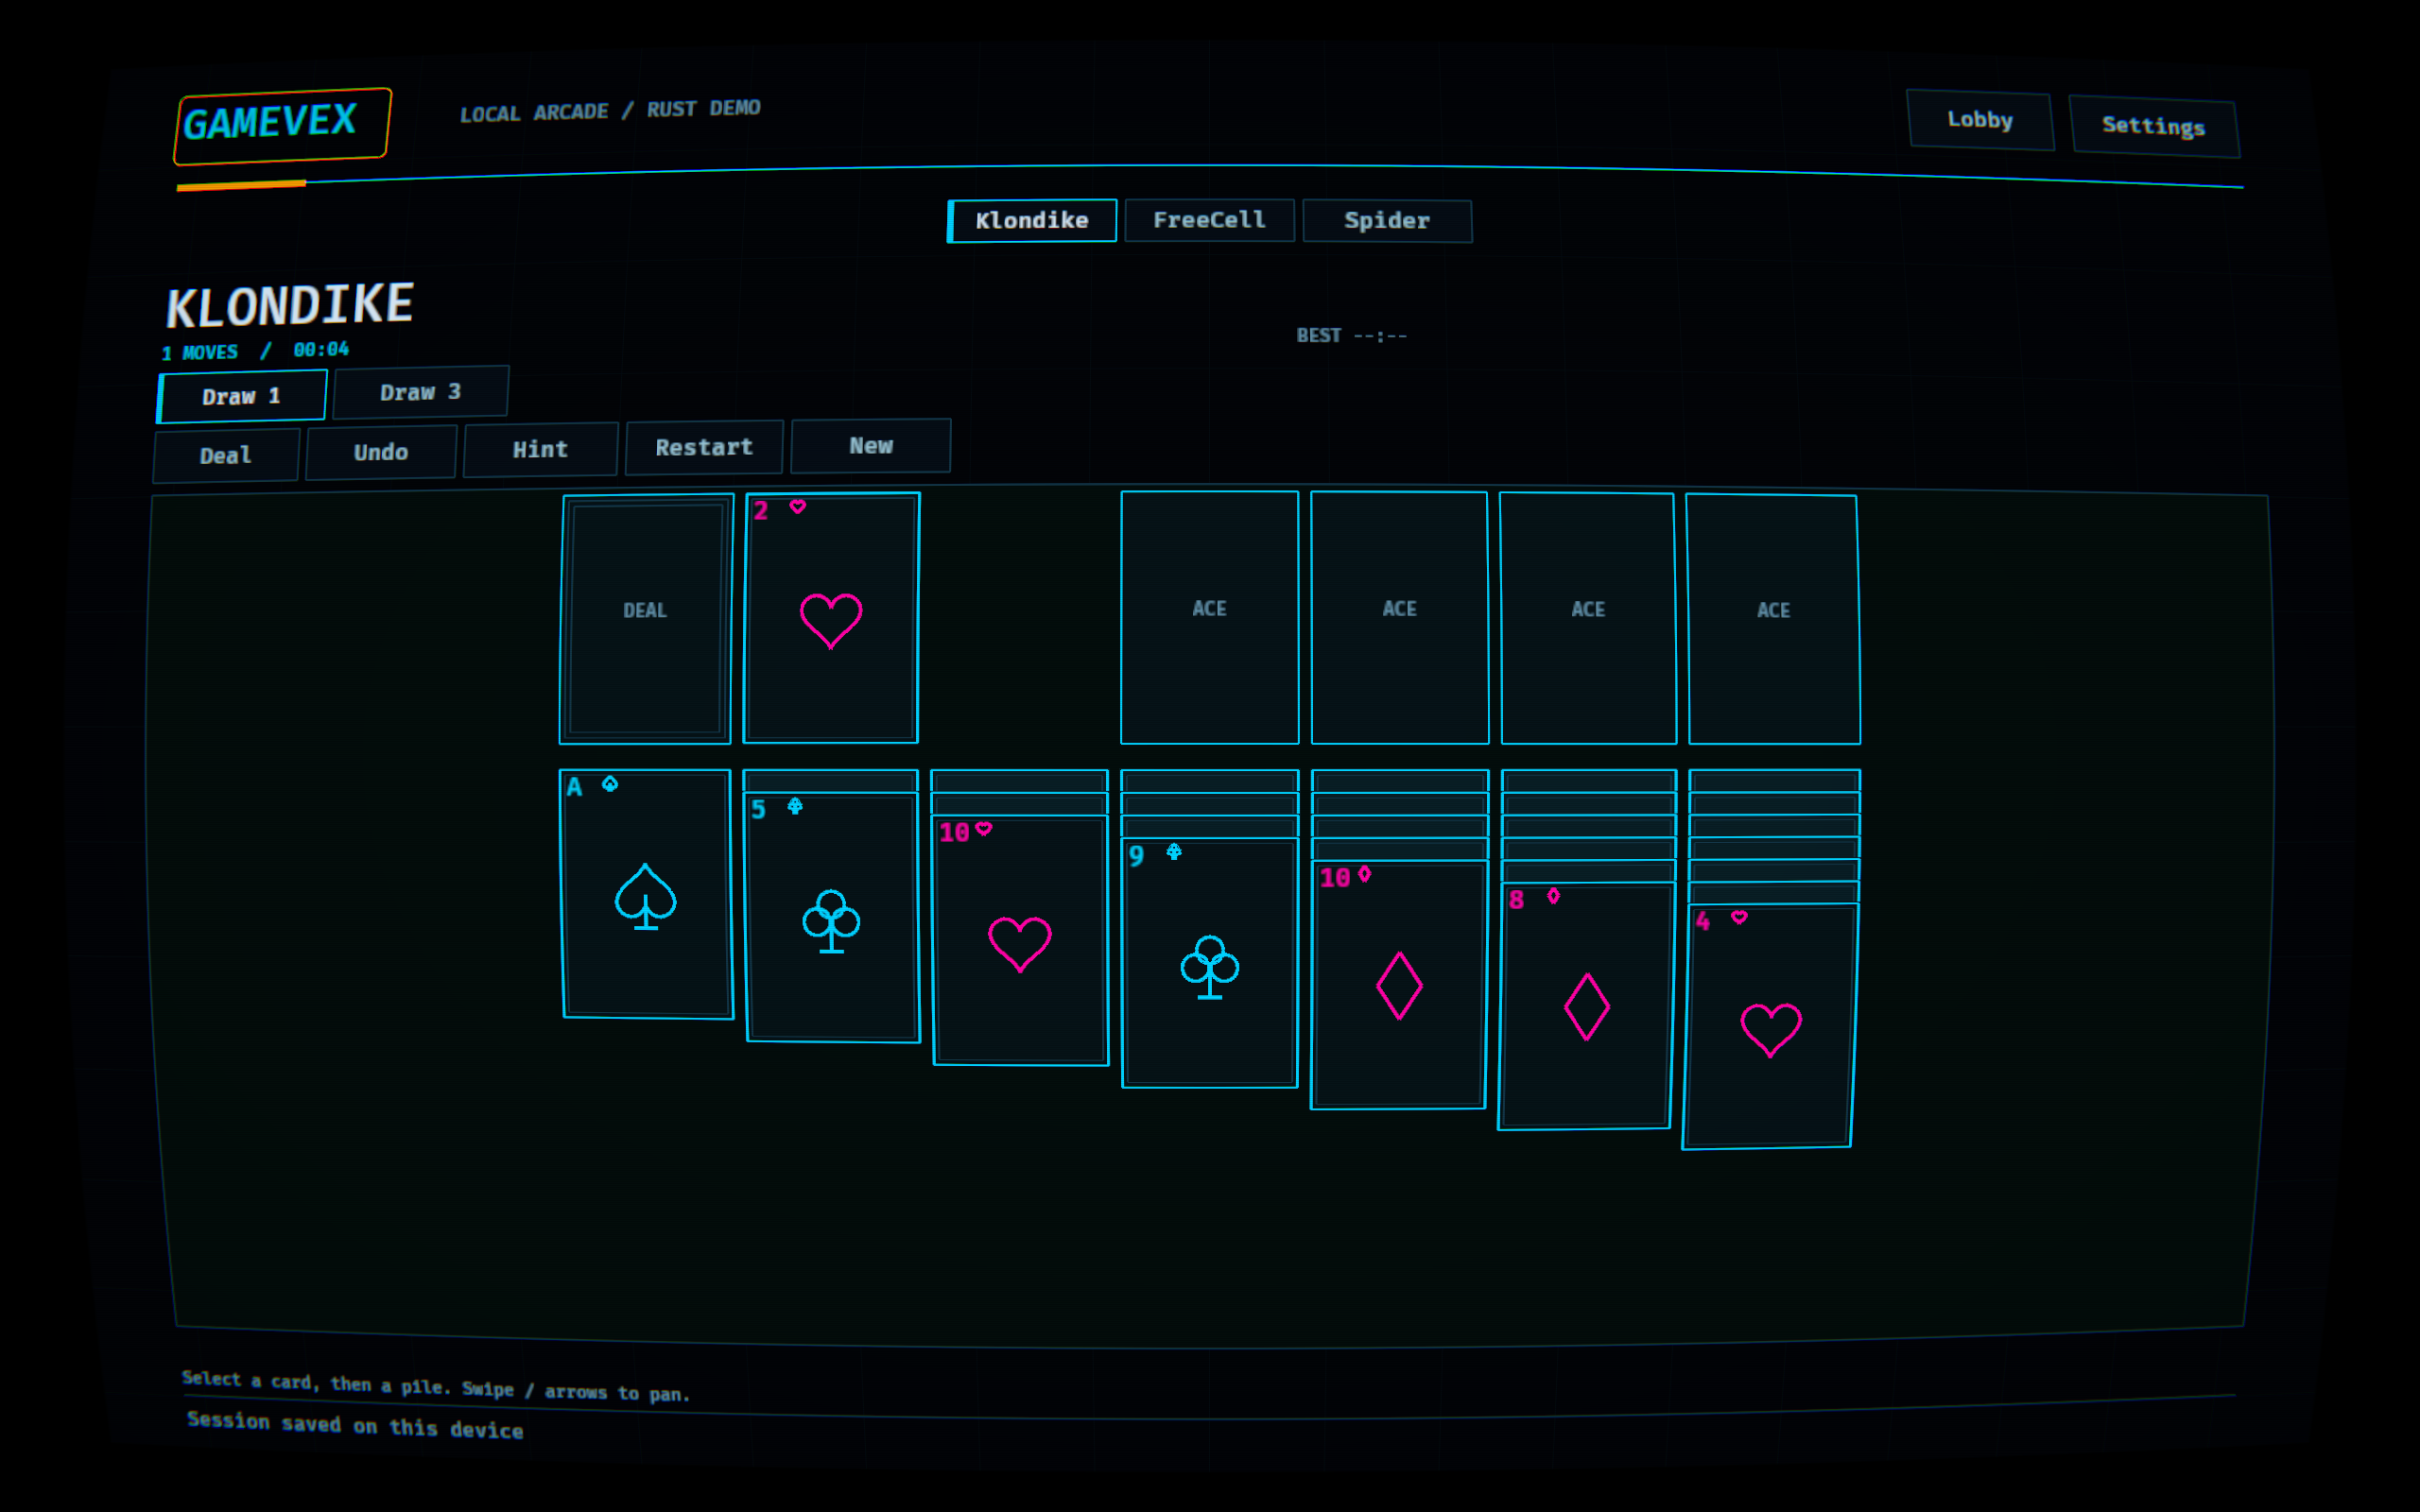 GAMEVEX
LOCAL ARCADE / RUST DEMO
Lobby
Settings
Klondike
FreeCell
Spider
KLONDIKE
BEST --:--
1 MOVES / 00:04
Draw 1
Draw 3
Deal
Undo
Hint
Restart
New
DEAL
2
ACE
ACE
ACE
ACE
A
5
10
9
10
8
4
Select a card, then a pile. Swipe / arrows to pan.
Session saved on this device